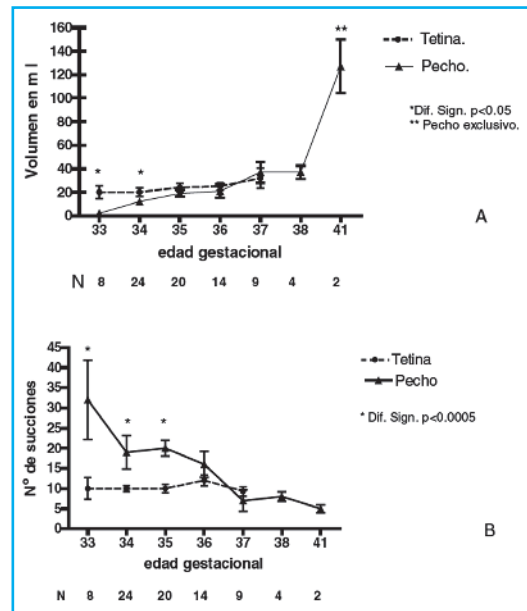 160
140
120
100
80
60
40
20
0
Volumen en m l
*
*
**
Tetina.
Pecho.
*Dif. Sign. p<0.05
** Pecho exclusivo.
33 34 35 36 37 38 41
edad gestacional
A
N 8 24 20 14 9 4 2
45
40
35
30
25
20
15
10
5
0
N° de succiones
*
*
*
Tetina
Pecho
* Dif. Sign. p<0.0005
33 34 35 36 37 38 41
edad gestacional
B
N 8 24 20 14 9 4 2